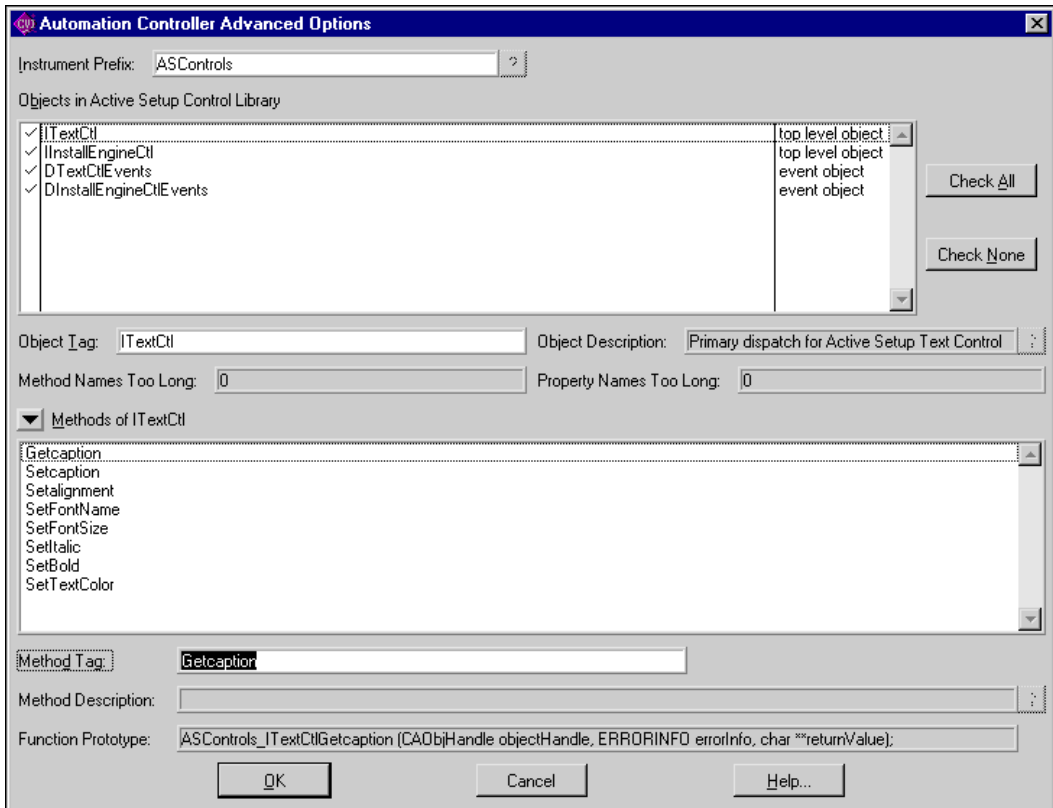 CVI Automation Controller Advanced Options
Instrument Prefix: ASControls ?
Objects in Active Setup Control Library
ITextCtl top level object
IInstallEngineCtl top level object
DTextCtlEvents event object
DInstallEngineCtlEvents event object
Check All
Check None
Object Tag: ITextCtl Object Description: Primary dispatch for Active Setup Text Control ?
Method Names Too Long: 0 Property Names Too Long: 0
Methods of ITextCtl
Getcaption
Setcaption
Setalignment
SetFontName
SetFontSize
SetItalic
SetBold
SetTextColor
Method Tag: Getcaption
Method Description: ?
Function Prototype: ASControls_ITextCtlGetcaption (CAObjHandle objectHandle, ERRORINFO errorInfo, char **returnValue);
OK Cancel Help...